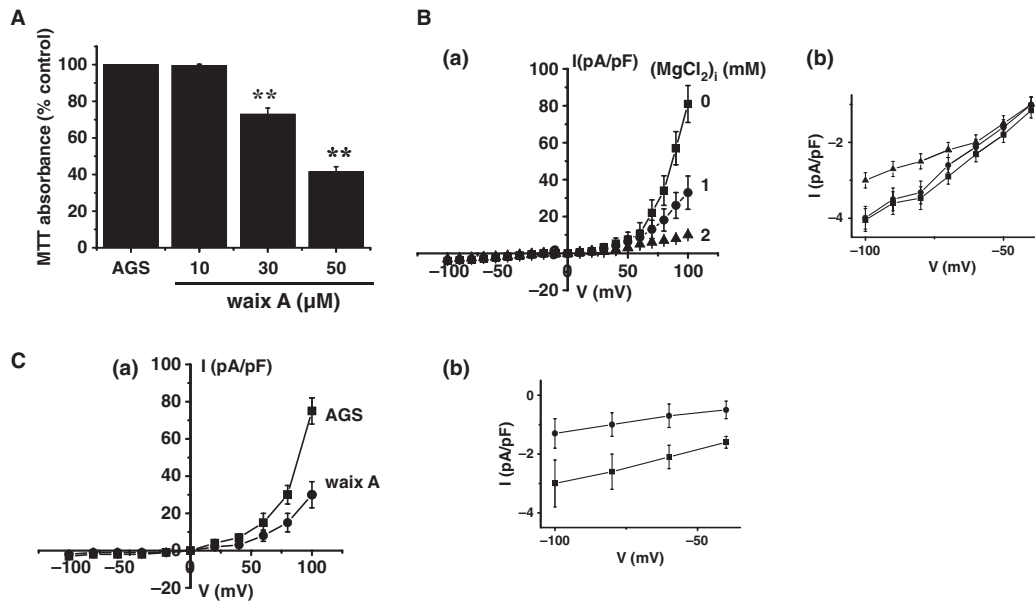 A
MTT absorbance (% control)
100
80
60
40
20
0
**
**
AGS
10
30
50
waix A (µM)
B
(a)
I(pA/pF)
(MgCl2)i (mM)
80
60
40
20
−20
0
1
2
−100
−50
0
50
100
V (mV)
(b)
I (pA/pF)
−2
−4
−100
−50
V (mV)
C
(a)
I (pA/pF)
100
80
60
40
20
0
−20
AGS
waix A
−100
−50
0
50
100
V (mV)
(b)
I (pA/pF)
0
−2
−4
−100
−50
V (mV)